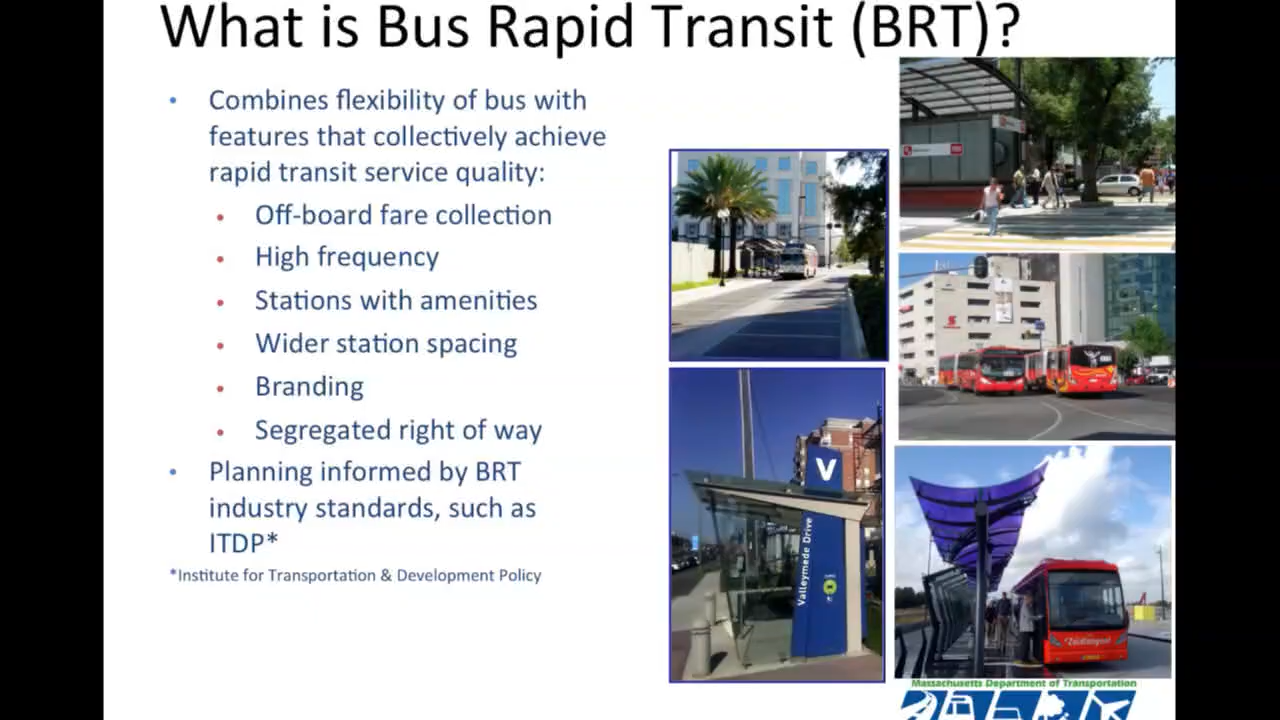 What is Bus Rapid Transit (BRT)?
• Combines flexibility of bus with
features that collectively achieve
rapid transit service quality:
• Off-board fare collection
• High frequency
• Stations with amenities
• Wider station spacing
• Branding
• Segregated right of way
• Planning informed by BRT
industry standards, such as
ITDP*
*Institute for Transportation & Development Policy
V
Valleymede Drive
Massachusetts Department of Transportation